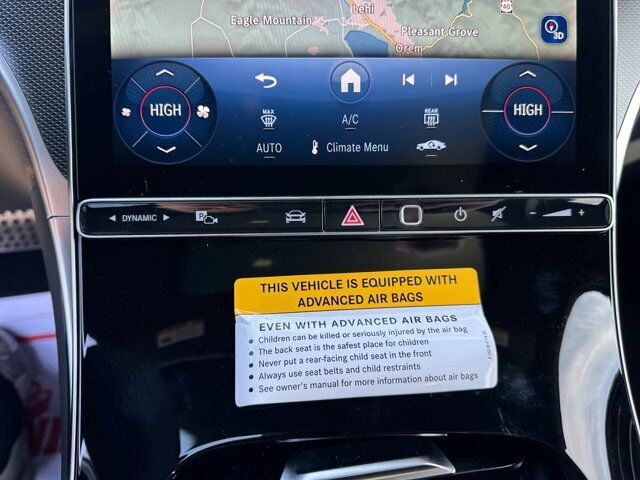 Lehi
Eagle Mountain
Pleasant Grove
Orem
3D
HIGH
HIGH
MAX
A/C
REAR
AUTO
Climate Menu
DYNAMIC
P
THIS VEHICLE IS EQUIPPED WITH
ADVANCED AIR BAGS
EVEN WITH ADVANCED AIR BAGS
• Children can be killed or seriously injured by the air bag
• The back seat is the safest place for children
• Never put a rear-facing child seat in the front
• Always use seat belts and child restraints
• See owner's manual for more information about air bags